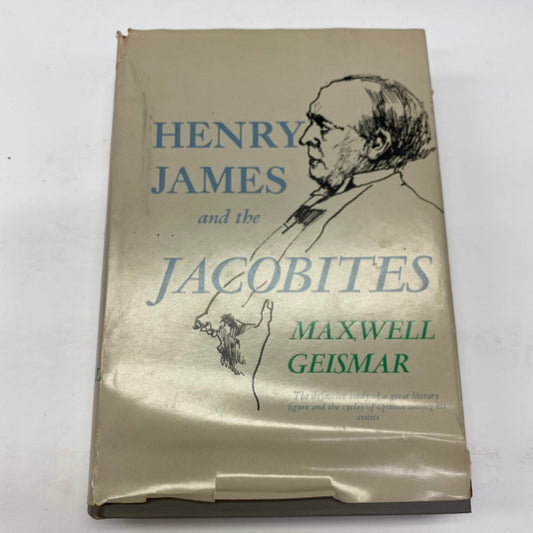 HENRY
JAMES
and the
JACOBITES
MAXWELL
GEISMAR
The definitive study of a great literary
figure and the cycles of opinion among his
critics